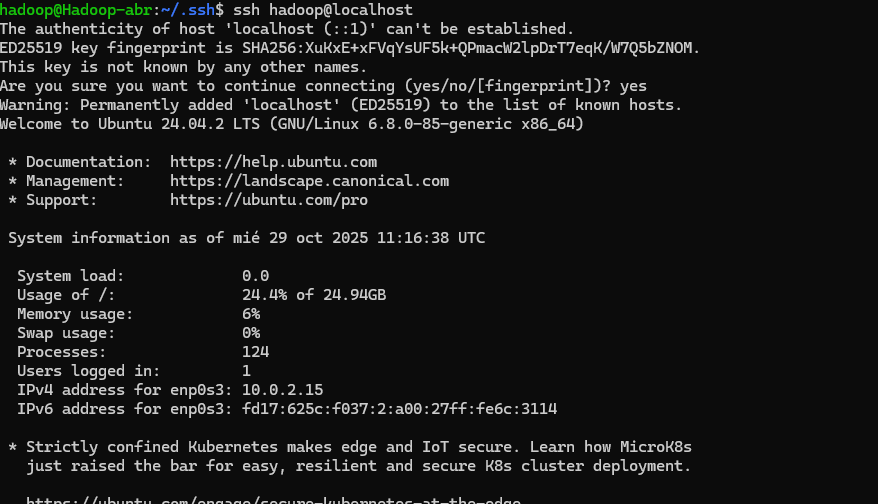 hadoop@Hadoop-abr:~/.ssh$ ssh hadoop@localhost
The authenticity of host 'localhost (::1)' can't be established.
ED25519 key fingerprint is SHA256:XuKxE+xFVqYsUF5k+QPmacW2lpDrT7eqK/W7Q5bZNOM.
This key is not known by any other names.
Are you sure you want to continue connecting (yes/no/[fingerprint])? yes
Warning: Permanently added 'localhost' (ED25519) to the list of known hosts.
Welcome to Ubuntu 24.04.2 LTS (GNU/Linux 6.8.0-85-generic x86_64)
* Documentation:  https://help.ubuntu.com
* Management:     https://landscape.canonical.com
* Support:        https://ubuntu.com/pro
System information as of mié 29 oct 2025 11:16:38 UTC
System load:             0.0
Usage of /:              24.4% of 24.94GB
Memory usage:            6%
Swap usage:              0%
Processes:               124
Users logged in:         1
IPv4 address for enp0s3: 10.0.2.15
IPv6 address for enp0s3: fd17:625c:f037:2:a00:27ff:fe6c:3114
* Strictly confined Kubernetes makes edge and IoT secure. Learn how MicroK8s
just raised the bar for easy, resilient and secure K8s cluster deployment.
https://ubuntu.com/engage/secure-kubernetes-at-the-edge